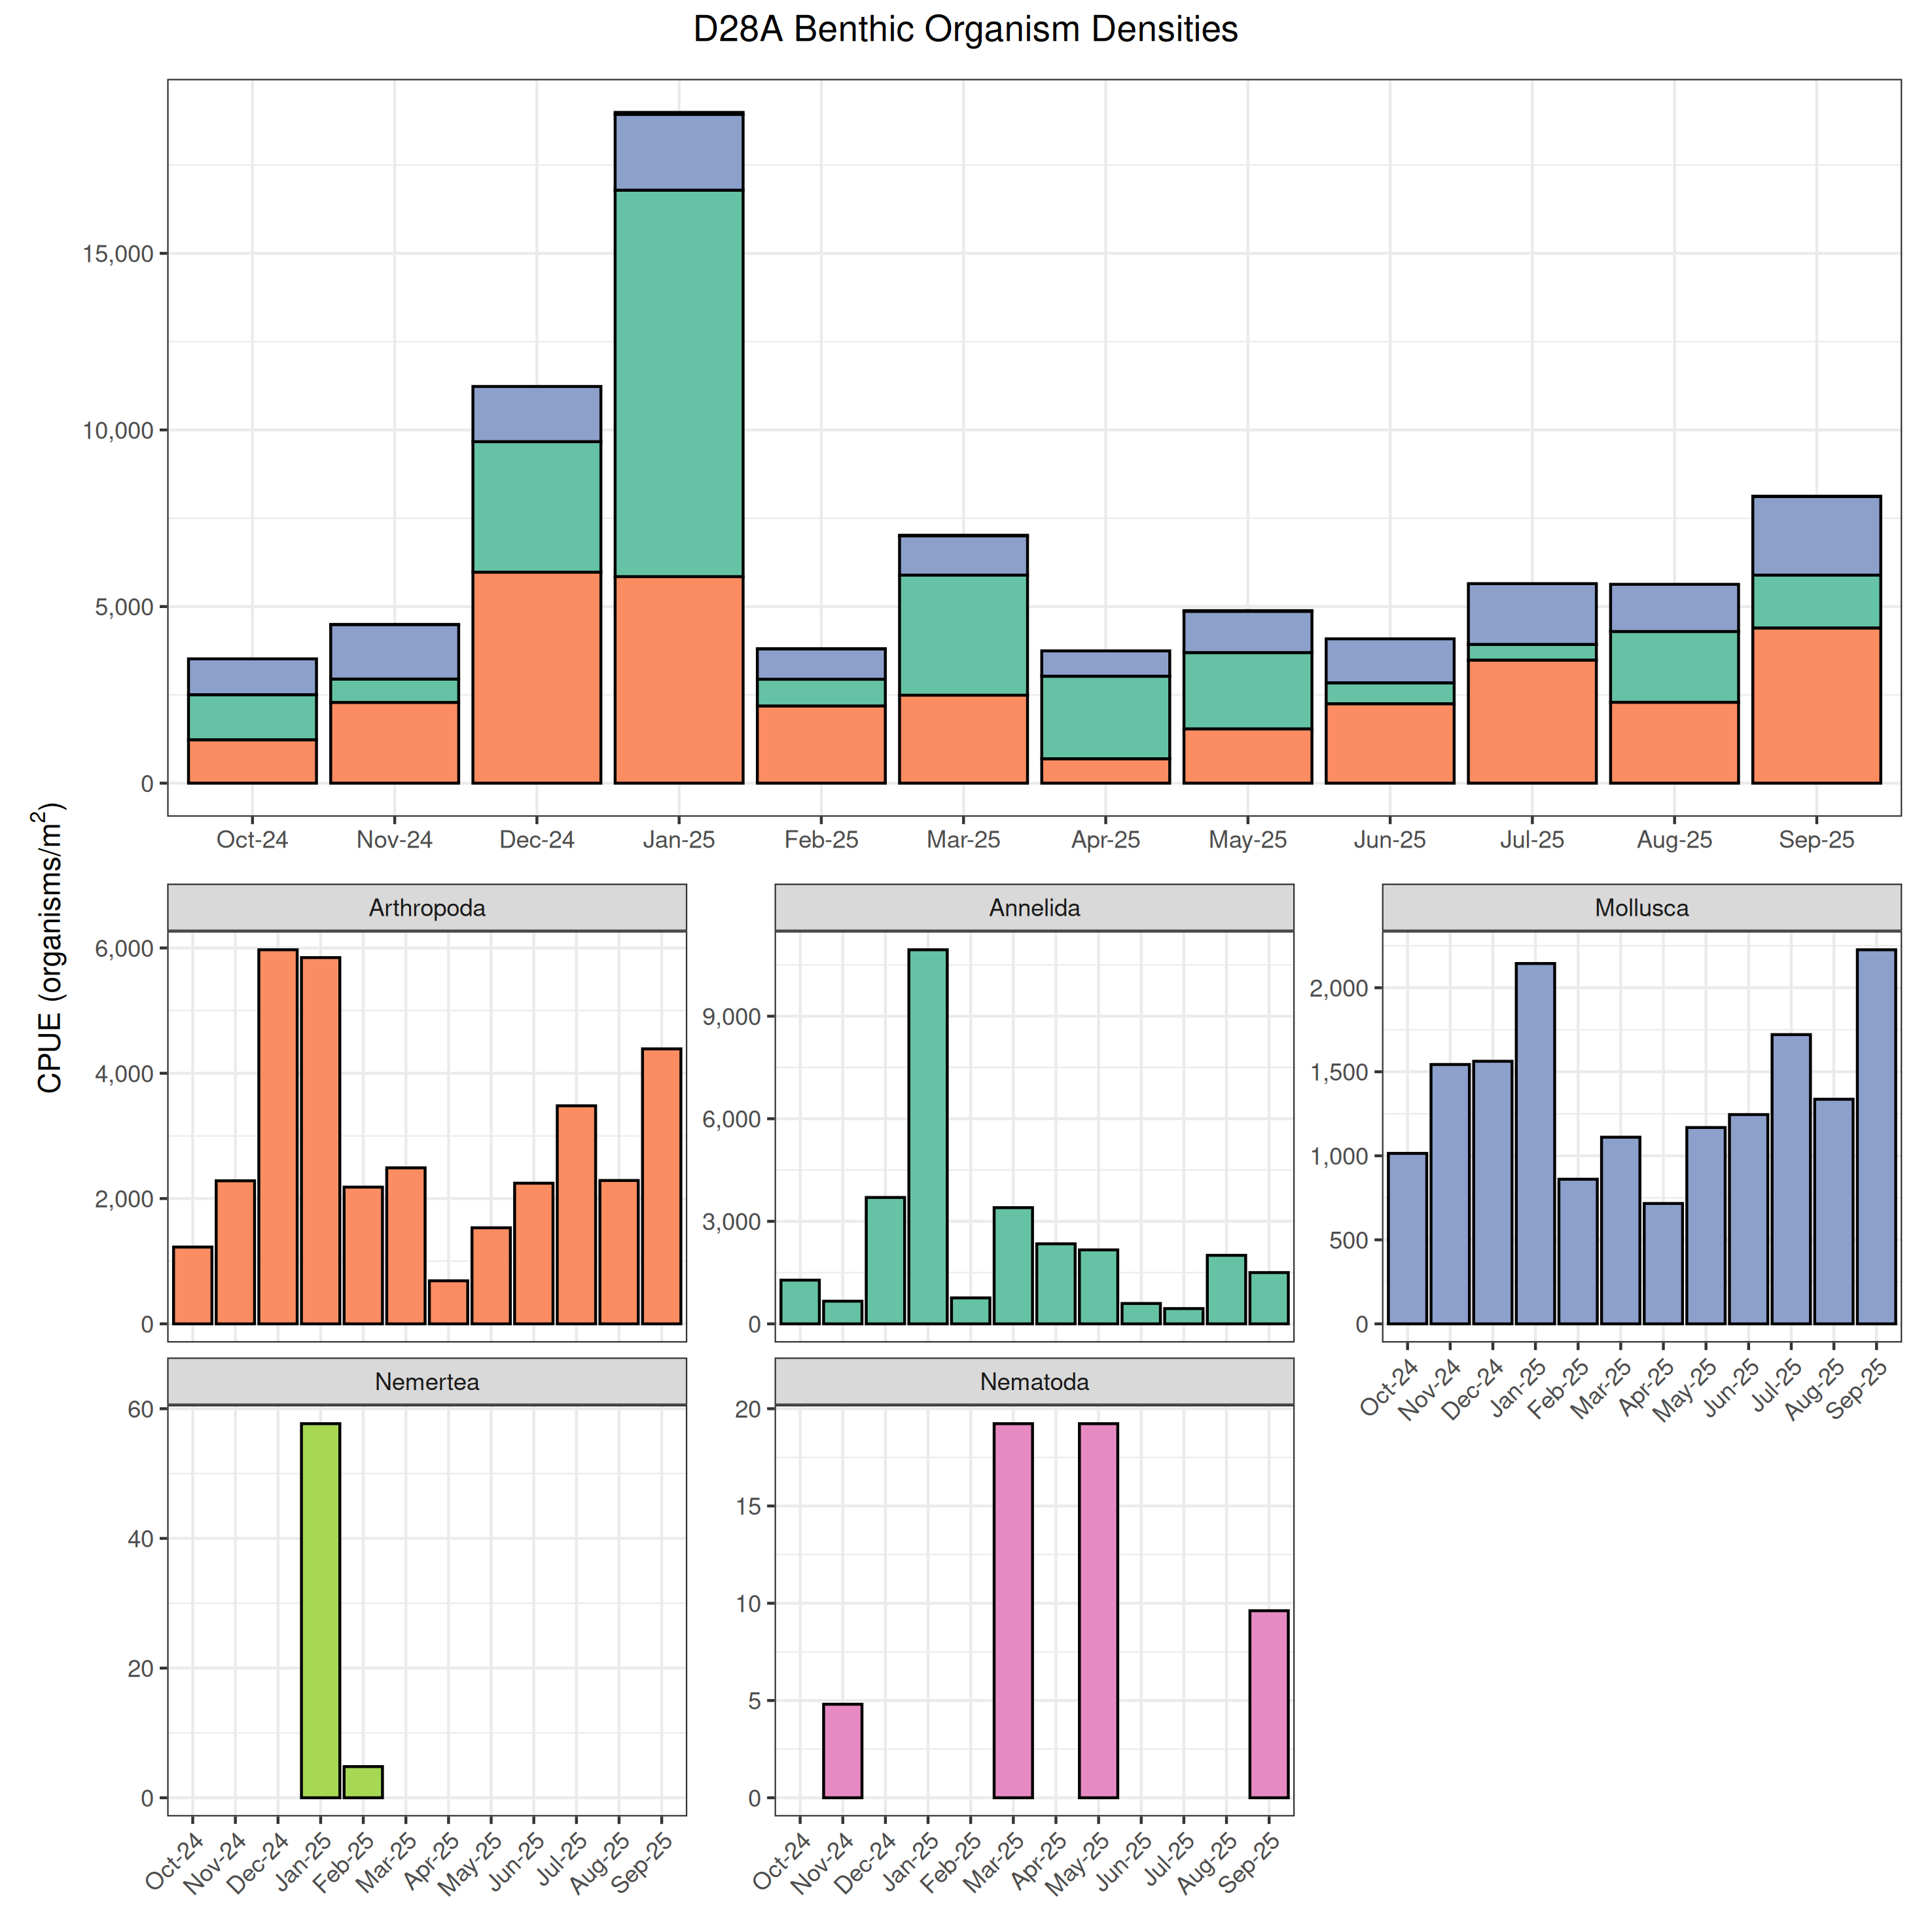 D28A Benthic Organism Densities
CPUE (organisms/m²)
15,000
10,000
5,000
0
Oct-24 Nov-24 Dec-24 Jan-25 Feb-25 Mar-25 Apr-25 May-25 Jun-25 Jul-25 Aug-25 Sep-25
Arthropoda
6,000
4,000
2,000
0
Annelida
9,000
6,000
3,000
0
Mollusca
2,000
1,500
1,000
500
0
Oct-24 Nov-24 Dec-24 Jan-25 Feb-25 Mar-25 Apr-25 May-25 Jun-25 Jul-25 Aug-25 Sep-25
Nemertea
60
40
20
0
Oct-24 Nov-24 Dec-24 Jan-25 Feb-25 Mar-25 Apr-25 May-25 Jun-25 Jul-25 Aug-25 Sep-25
Nematoda
20
15
10
5
0
Oct-24 Nov-24 Dec-24 Jan-25 Feb-25 Mar-25 Apr-25 May-25 Jun-25 Jul-25 Aug-25 Sep-25